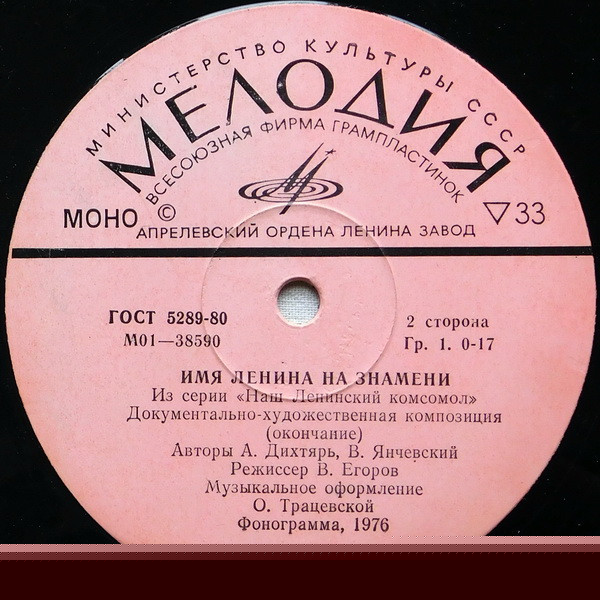 МИНИСТЕРСТВО КУЛЬТУРЫ СССР
МЕЛОДИЯ
ВСЕСОЮЗНАЯ ФИРМА ГРАМПЛАСТИНОК
МОНО © ▽ 33
АПРЕЛЕВСКИЙ ОРДЕНА ЛЕНИНА ЗАВОД
ГОСТ 5289-80
М01—38590
2 сторона
Гр. 1. 0-17
ИМЯ ЛЕНИНА НА ЗНАМЕНИ
Из серии «Наш Ленинский комсомол»
Документально-художественная композиция
(окончание)
Авторы А. Дихтярь, В. Янчевский
Режиссер В. Егоров
Музыкальное оформление
О. Трацевской
Фонограмма, 1976